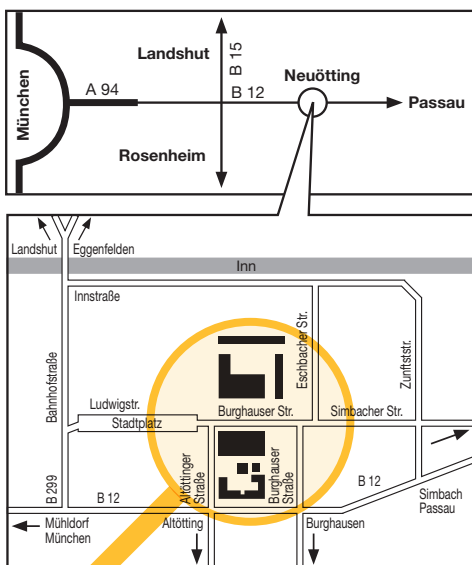 Landshut
B 15
Neuötting
München
A 94
B 12
Passau
Rosenheim
Landshut
Eggenfelden
Inn
Innstraße
Eschbacher Str.
Zunftstr.
Bahnhofstraße
Ludwigstr.
Burghauser Str.
Simbacher Str.
Stadtplatz
Altöttinger
Straße
Burghauser
Straße
B 299
B 12
B 12
Simbach
Passau
Mühldorf
München
Altötting
Burghausen